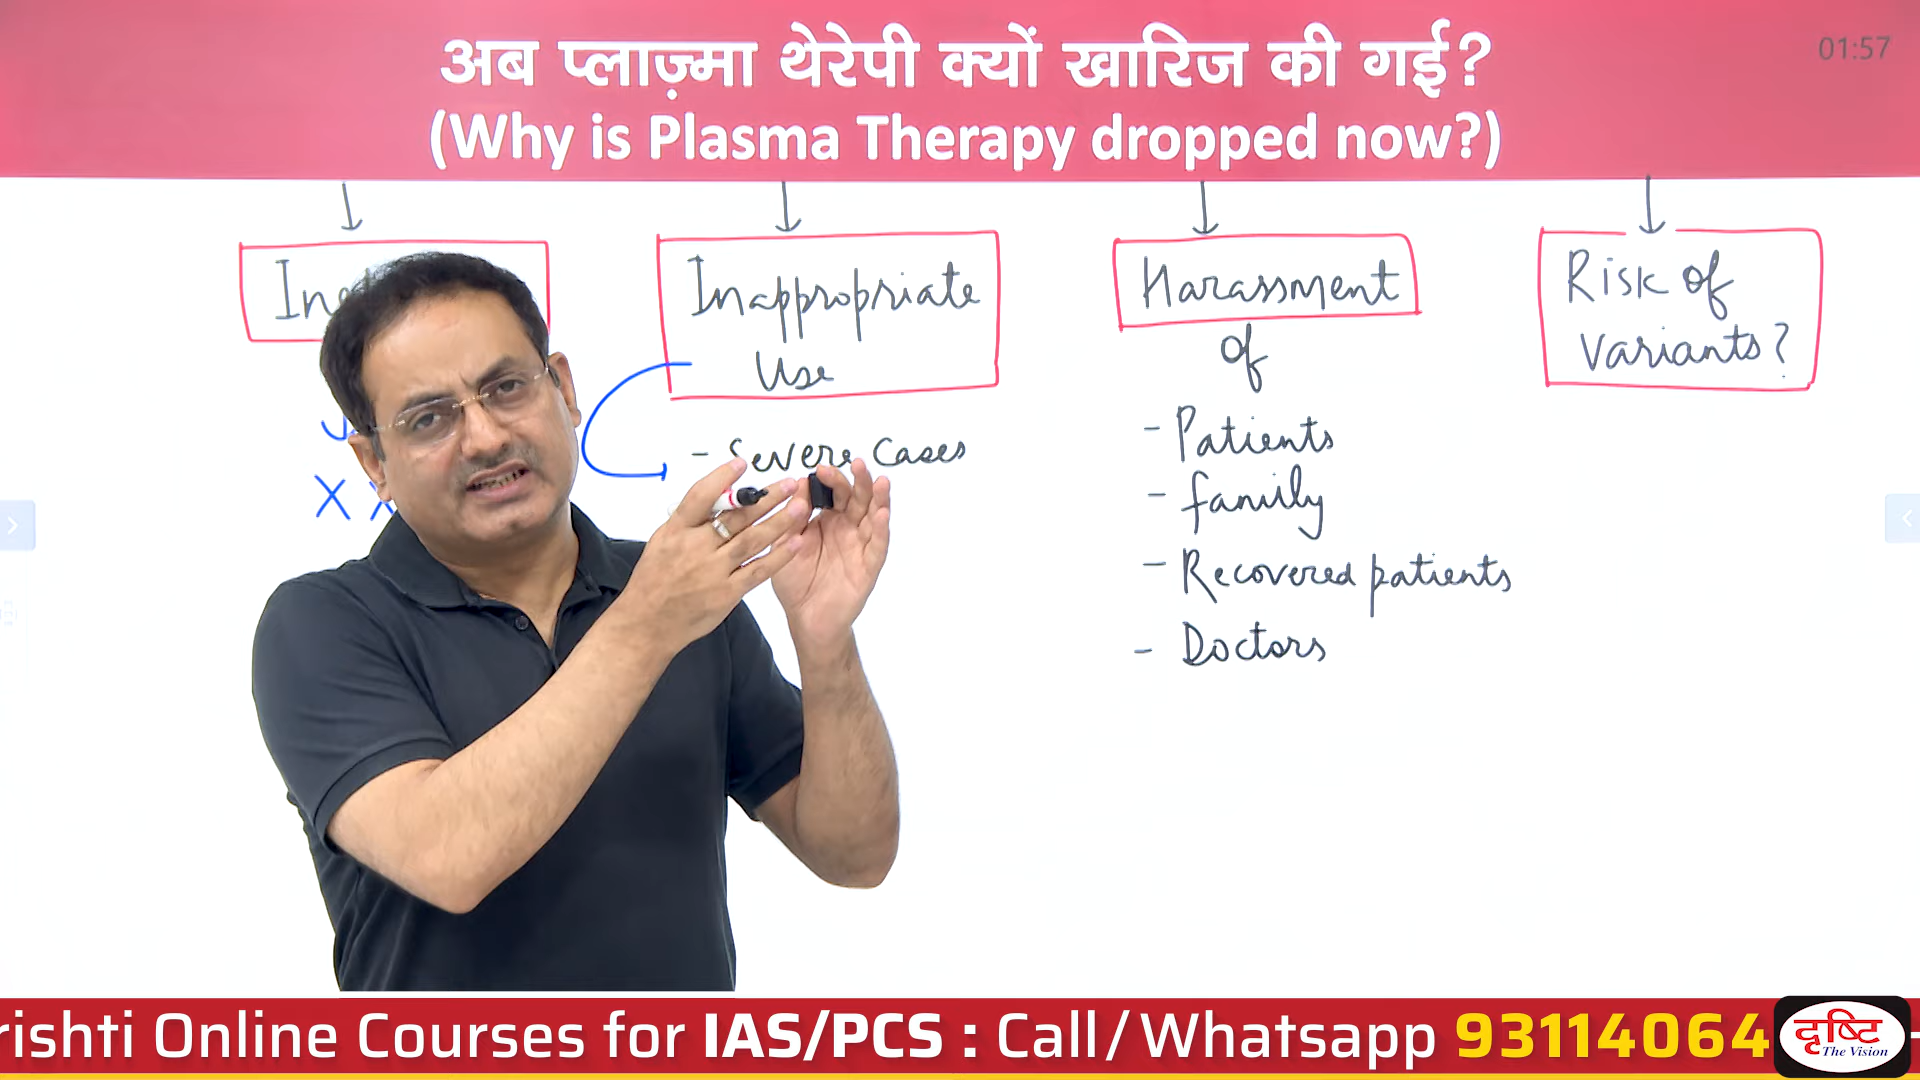 अब प्लाज़्मा थेरेपी क्यों खारिज की गई?
(Why is Plasma Therapy dropped now?)
01:57
Inappropriate
Use
- Severe Cases
Harassment
of
- Patients
- family
- Recovered patients
- Doctors
Risk of
variants?
X X
rishti Online Courses for IAS/PCS : Call/Whatsapp 93114064
दृष्टि
The Vision